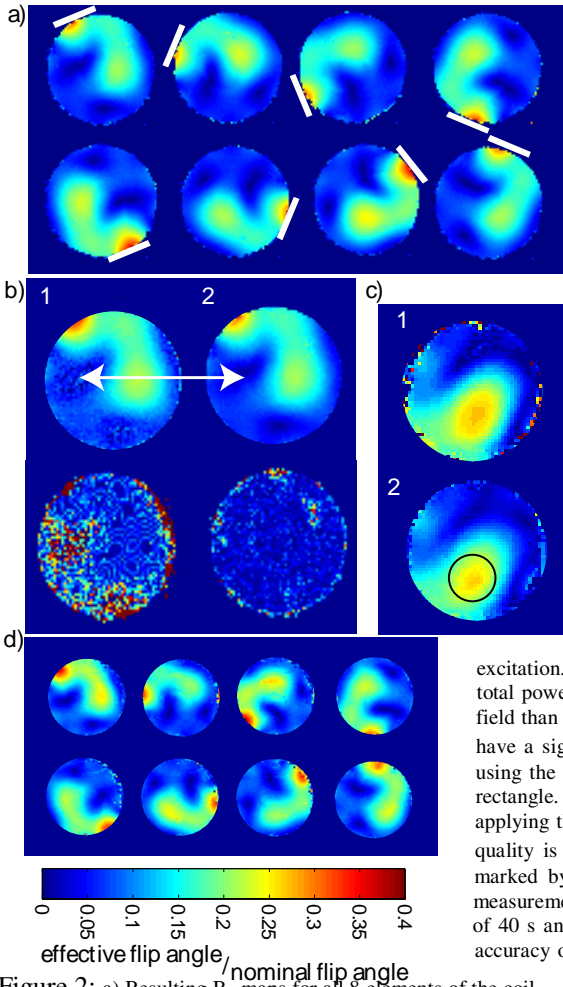 a)
b)
1
2
c)
1
2
d)
excitation.
total powe
field than
have a sig
using the
rectangle.
applying t
quality is
marked by
measureme
of 40 s an
accuracy o
0
0.05
0.1
0.15
0.2
0.25
0.3
0.35
0.4
effective flip angle/nominal flip angle
Figure 2: a) Resulting B maps for all 8 elements of the coil